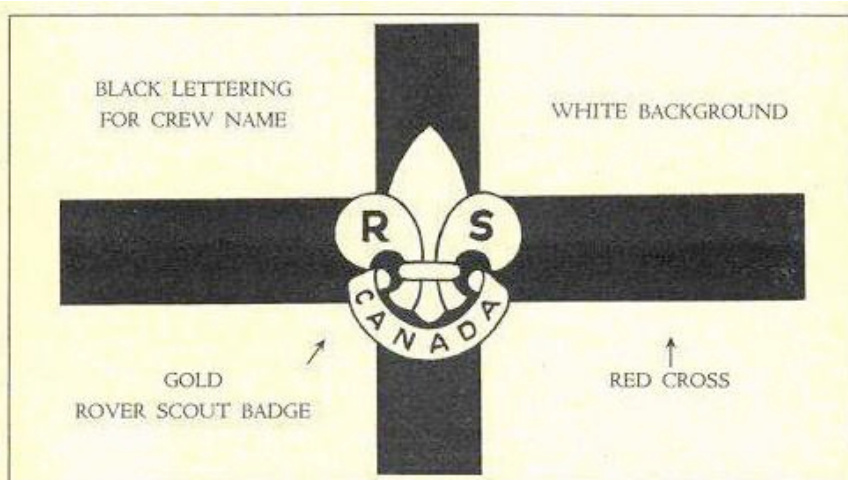 BLACK LETTERING
FOR CREW NAME
WHITE BACKGROUND
R S
CANADA
GOLD
ROVER SCOUT BADGE
RED CROSS